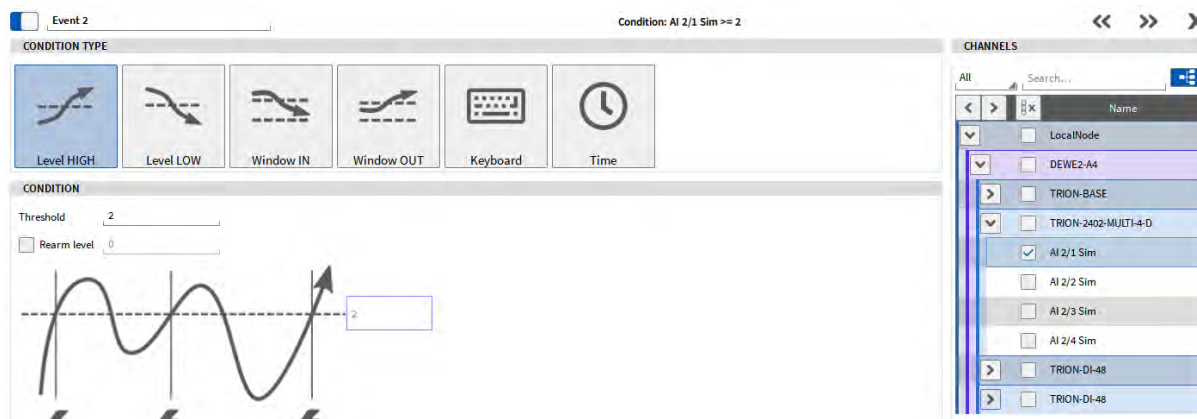 Event 2
Condition: AI 2/1 Sim >= 2
CONDITION TYPE
Level HIGH
Level LOW
Window IN
Window OUT
Keyboard
Time
CONDITION
Threshold 2
Rearm level 0
2
CHANNELS
All Search...
Name
LocalNode
DEWE2-A4
TRION-BASE
TRION-2402-MULTI-4-D
AI 2/1 Sim
AI 2/2 Sim
AI 2/3 Sim
AI 2/4 Sim
TRION-DI-48
TRION-DI-48